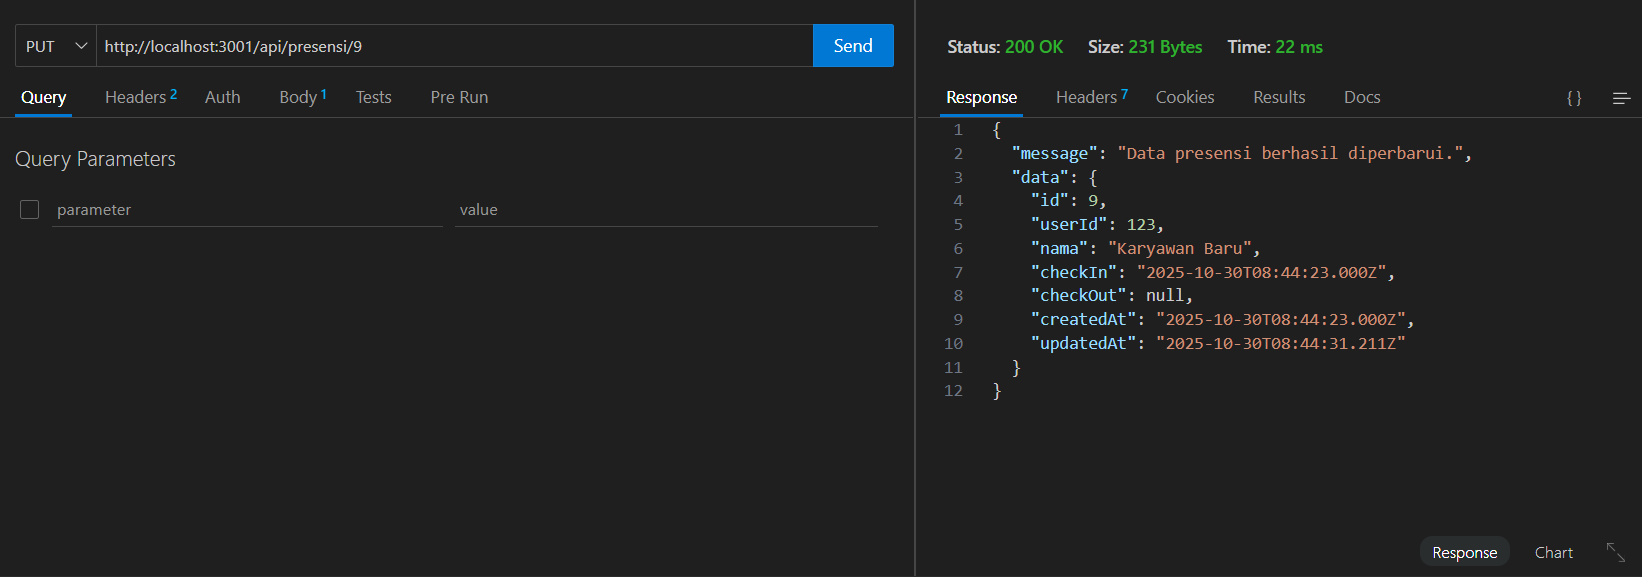 PUT http://localhost:3001/api/presensi/9 Send
Query Headers 2 Auth Body 1 Tests Pre Run
Query Parameters
parameter value
Status: 200 OK Size: 231 Bytes Time: 22 ms
Response Headers 7 Cookies Results Docs {}
1 {
2 "message": "Data presensi berhasil diperbarui.",
3 "data": {
4 "id": 9,
5 "userId": 123,
6 "nama": "Karyawan Baru",
7 "checkIn": "2025-10-30T08:44:23.000Z",
8 "checkOut": null,
9 "createdAt": "2025-10-30T08:44:23.000Z",
10 "updatedAt": "2025-10-30T08:44:31.211Z"
11 }
12 }
Response Chart